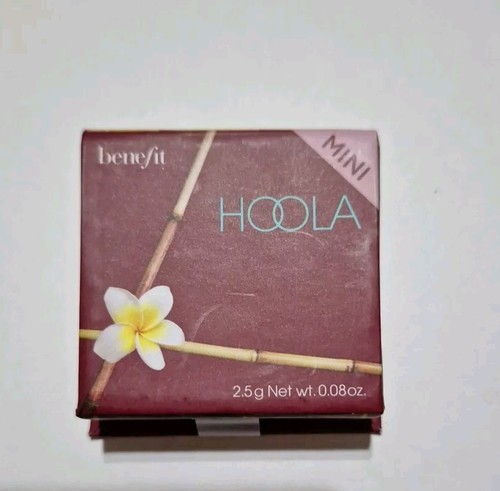 benefit
MINI
HOOLA
2.5g Net wt. 0.08oz.